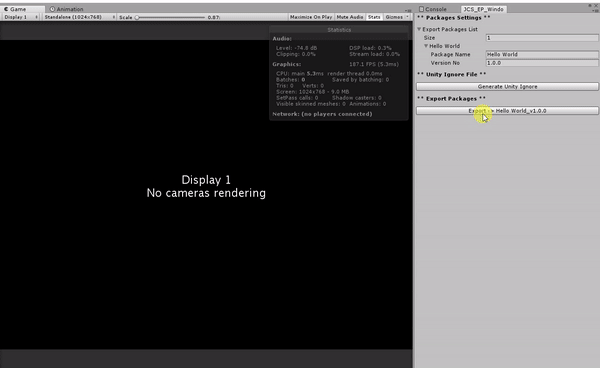 Game Animation
Display 1 Standalone (1024x768) Scale 0.87: Maximize On Play Mute Audio Stats Gizmos
Statistics
Audio:
Level: -74.8 dB DSP load: 0.3%
Clipping: 0.0% Stream load: 0.0%
Graphics: 187.1 FPS (5.3ms)
CPU: main 5.3ms render thread 0.0ms
Batches: 0 Saved by batching: 0
Tris: 0 Verts: 0
Screen: 1024x768 - 9.0 MB
SetPass calls: 0 Shadow casters: 0
Visible skinned meshes: 0 Animations: 0
Network: (no players connected)
Display 1
No cameras rendering
Console JCS_EP_Windo
** Packages Settings **
Export Packages List
Size 1
Hello World
Package Name Hello World
Version No 1.0.0
** Unity Ignore File **
Generate Unity Ignore
** Export Packages **
Export -> Hello World_v1.0.0